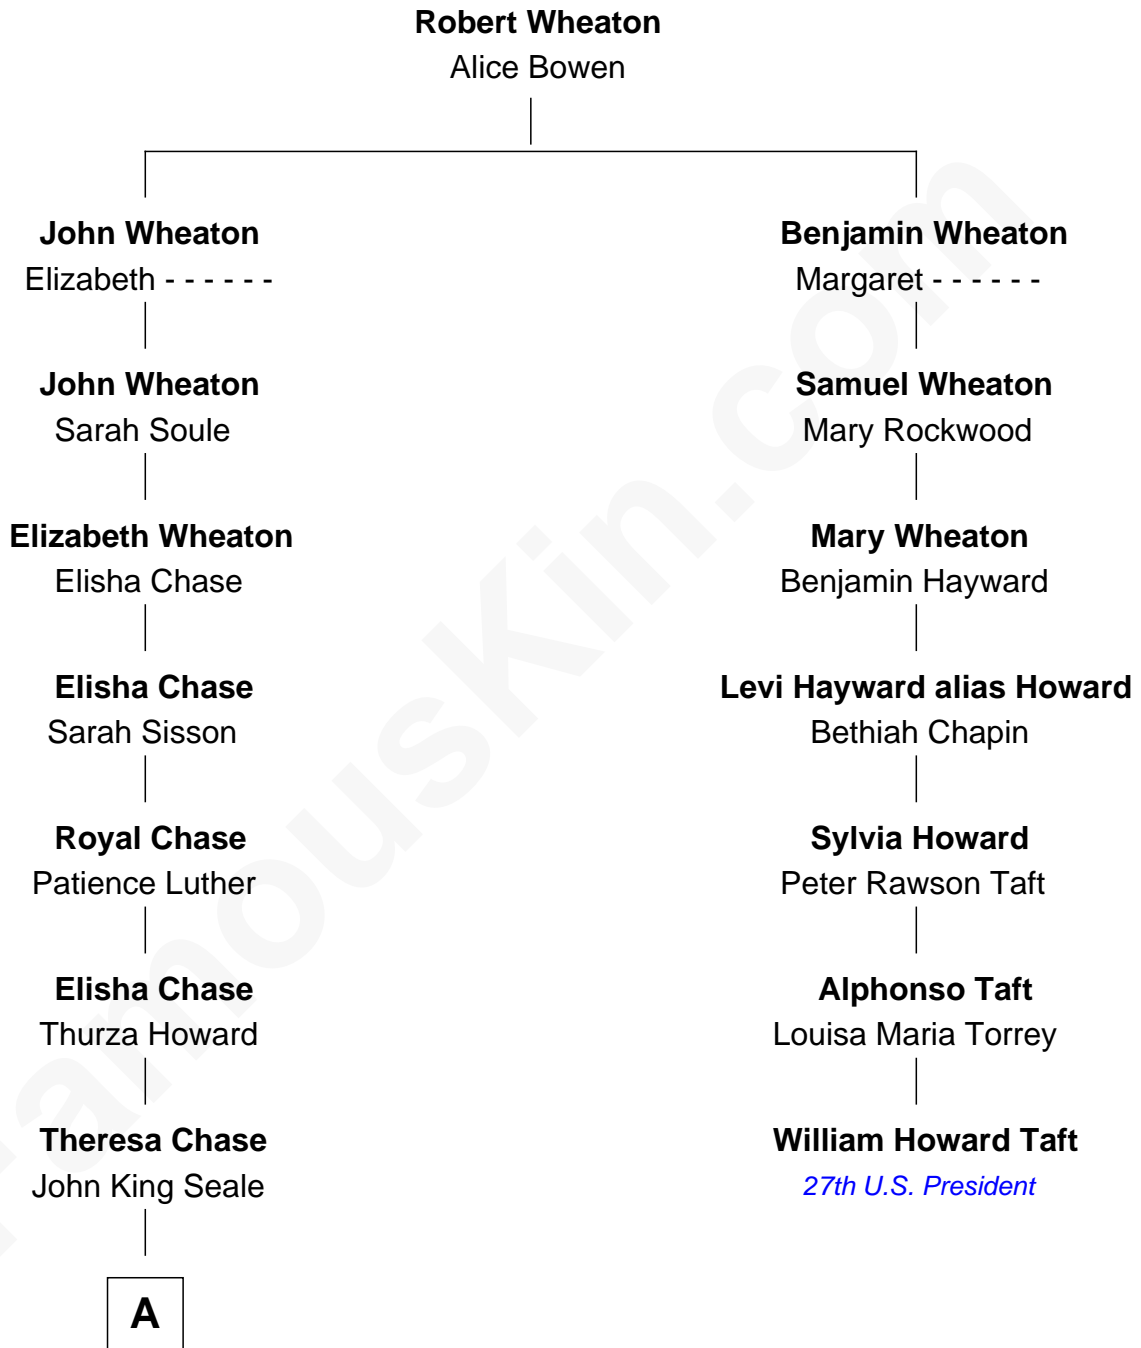 Robert Wheaton
Alice Bowen
John Wheaton
Elizabeth - - - - - -
Benjamin Wheaton
Margaret - - - - - -
John Wheaton
Sarah Soule
Samuel Wheaton
Mary Rockwood
Elizabeth Wheaton
Elisha Chase
Mary Wheaton
Benjamin Hayward
Elisha Chase
Sarah Sisson
Levi Hayward alias Howard
Bethiah Chapin
Royal Chase
Patience Luther
Sylvia Howard
Peter Rawson Taft
Elisha Chase
Thurza Howard
Alphonso Taft
Louisa Maria Torrey
Theresa Chase
John King Seale
William Howard Taft
27th U.S. President
A
FamousKin.com